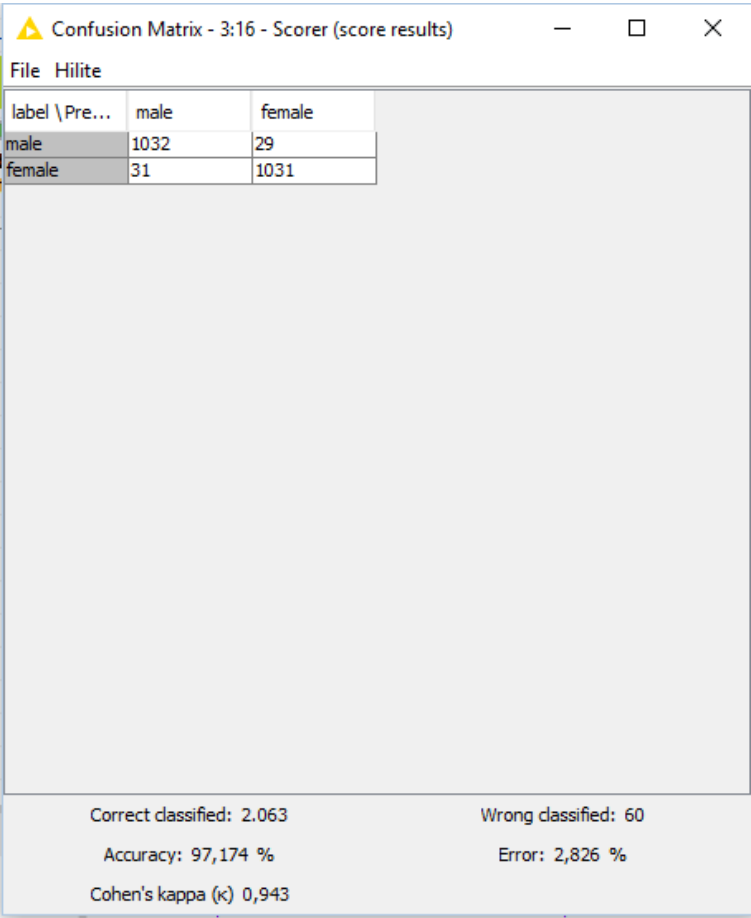 Confusion Matrix - 3:16 - Scorer (score results)
File Hilite
label \ Pre... male female
male 1032 29
female 31 1031
Correct classified: 2.063 Wrong classified: 60
Accuracy: 97,174 % Error: 2,826 %
Cohen's kappa (κ) 0,943